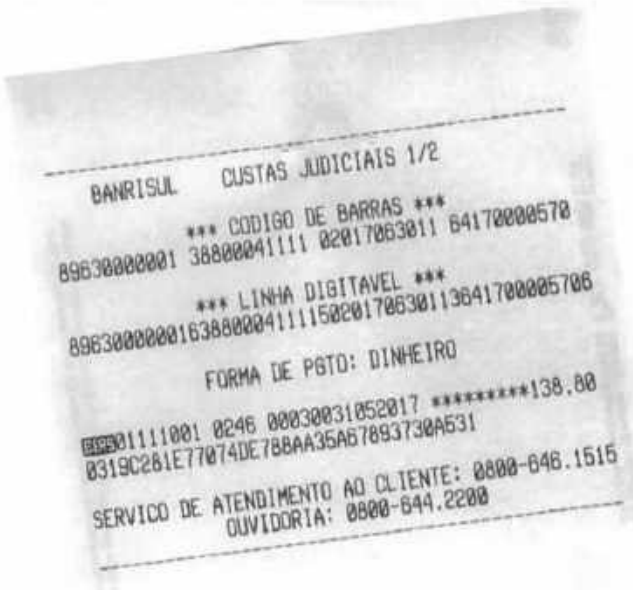 BANRISUL CUSTAS JUDICIAIS 1/2
*** CODIGO DE BARRAS ***
89630000001 38800041111 02017063011 64170000570
*** LINHA DIGITAVEL ***
896300000016388000411115020170630113641700005706
FORMA DE PGTO: DINHEIRO
01111001 0246 00030031052017 *********138.80
0319C281E77074DE788AA35A67893730A531
SERVICO DE ATENDIMENTO AO CLIENTE: 0800-646.1515
OUVIDORIA: 0800-644.2200